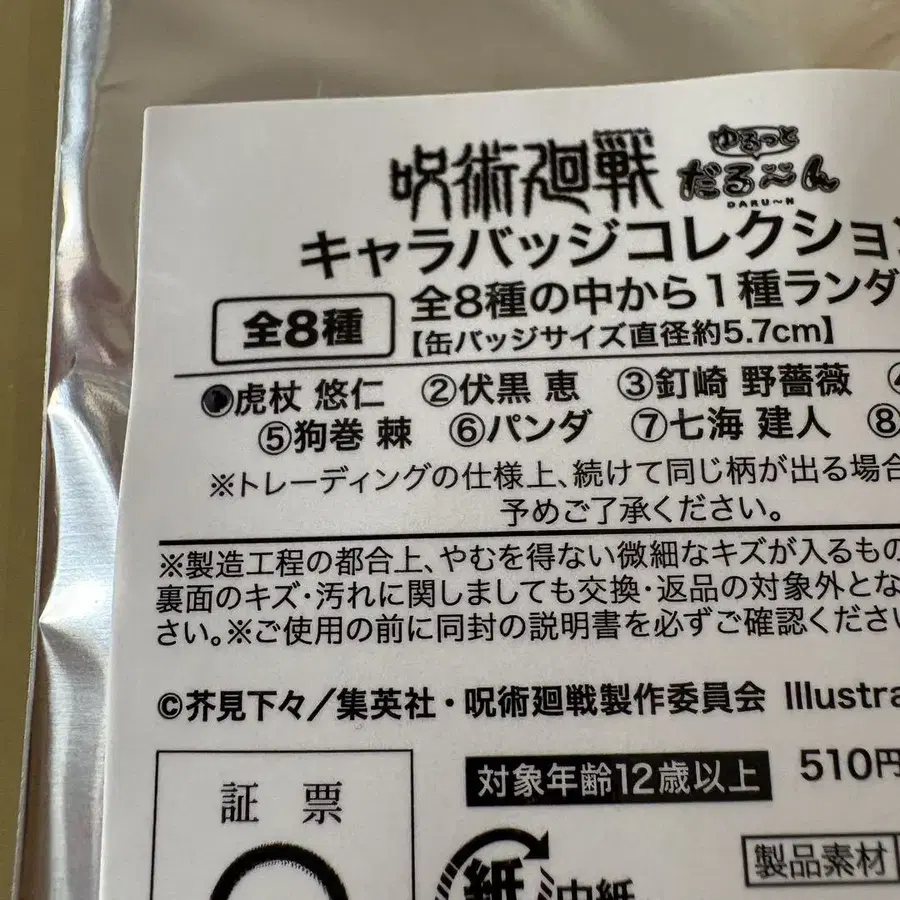 呪術廻戦 ゆるっと
だる〜ん
DARU〜N
キャラバッジコレクション
全8種
全8種の中から1種ランダ
【缶バッジサイズ直径約5.7cm】
虎杖 悠仁 ②伏黒 恵 ③釘崎 野薔薇
⑤狗巻 棘 ⑥パンダ ⑦七海 建人 ⑧
※トレーディングの仕様上、続けて同じ柄が出る場合
予めご了承ください。
※製造工程の都合上、やむを得ない微細なキズが入るもの
裏面のキズ・汚れに関しましても交換・返品の対象外とな
さい。※ご使用の前に同封の説明書を必ずご確認ください
©芥見下々/集英社・呪術廻戦製作委員会 Illustra
対象年齢12歳以上 510円
証票
製品素材
紙